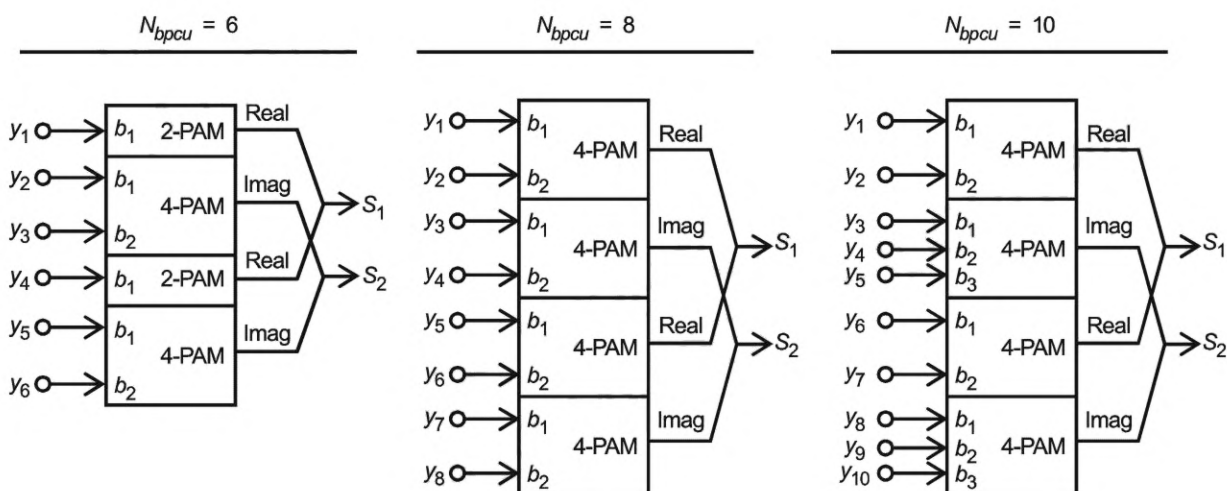 N_bpcu = 6
y1 b1 2-PAM Real
y2 b1
4-PAM Imag
y3 b2
S1
y4 b1 2-PAM Real
S2
y5 b1
4-PAM Imag
y6 b2
N_bpcu = 8
y1 b1
4-PAM Real
y2 b2
y3 b1
4-PAM Imag
y4 b2
S1
y5 b1
4-PAM Real
y6 b2
S2
y7 b1
4-PAM Imag
y8 b2
N_bpcu = 10
y1 b1
4-PAM Real
y2 b2
y3 b1
y4 b2
4-PAM Imag
y5 b3
S1
y6 b1
4-PAM Real
y7 b2
S2
y8 b1
y9 b2
4-PAM Imag
y10 b3